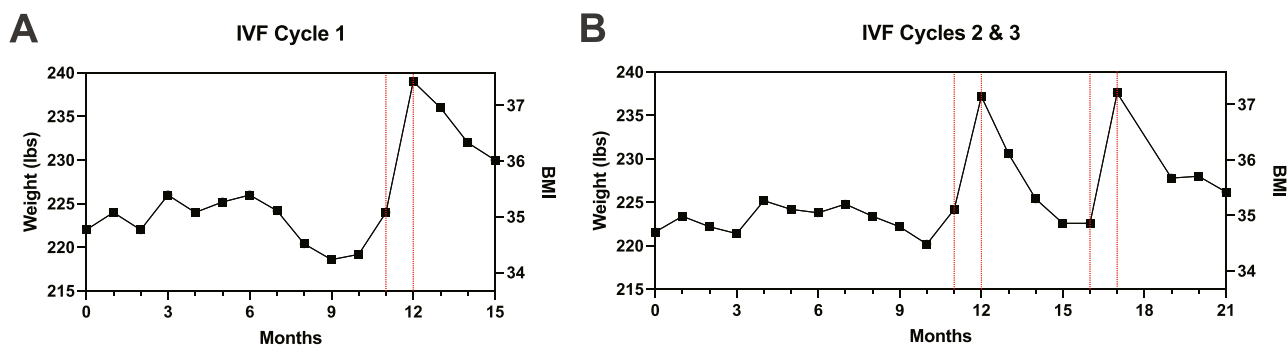 A
IVF Cycle 1
Weight (lbs)
240
235
230
225
220
215
37
36
35
34
BMI
0 3 6 9 12 15
Months
B
IVF Cycles 2 & 3
Weight (lbs)
240
235
230
225
220
215
37
36
35
34
BMI
0 3 6 9 12 15 18 21
Months